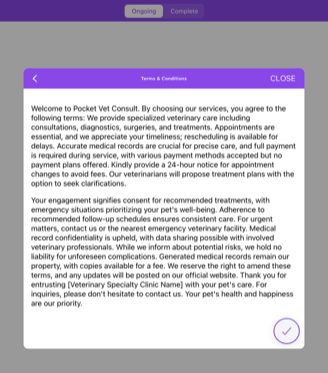 Ongoing
Complete
Terms & Conditions
CLOSE
Welcome to Pocket Vet Consult. By choosing our services, you agree to the
following terms: We provide specialized veterinary care including
consultations, diagnostics, surgeries, and treatments. Appointments are
essential, and we appreciate your timeliness; rescheduling is available for
delays. Accurate medical records are crucial for precise care, and full payment
is required during service, with various payment methods accepted but no
payment plans offered. Kindly provide a 24-hour notice for appointment
changes to avoid fees. Our veterinarians will propose treatment plans with the
option to seek clarifications.
Your engagement signifies consent for recommended treatments, with
emergency situations prioritizing your pet's well-being. Adherence to
recommended follow-up schedules ensures consistent care. For urgent
matters, contact us or the nearest emergency veterinary facility. Medical
record confidentiality is upheld, with data sharing possible with involved
veterinary professionals. While we inform about potential risks, we hold no
liability for unforeseen complications. Generated medical records remain our
property, with copies available for a fee. We reserve the right to amend these
terms, and any updates will be posted on our official website. Thank you for
entrusting [Veterinary Specialty Clinic Name] with your pet's care. For
inquiries, please don't hesitate to contact us. Your pet's health and happiness
are our priority.